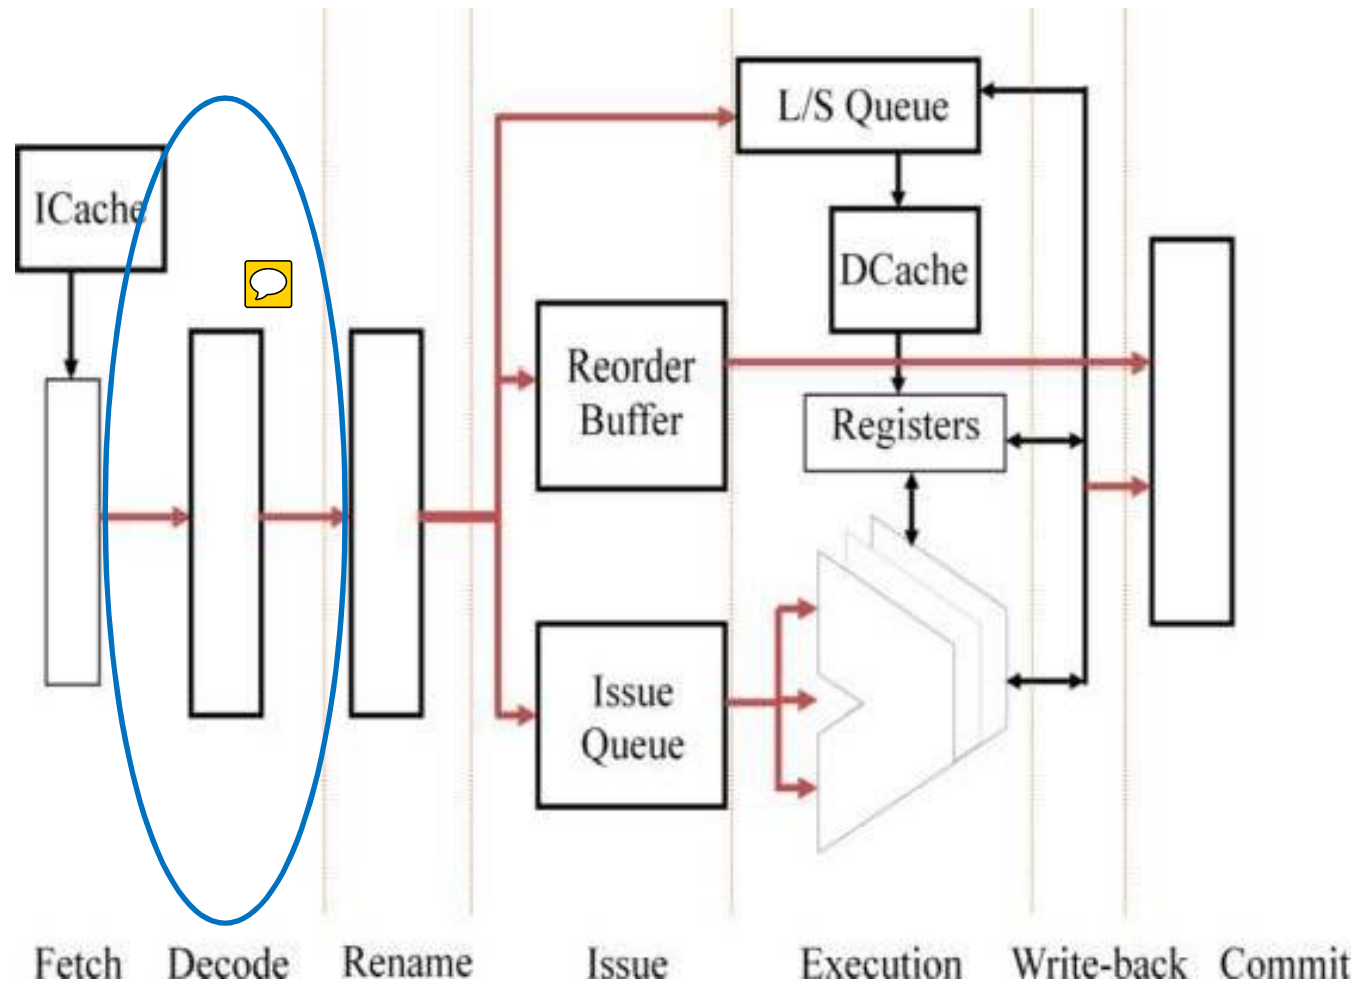 L/S Queue
ICache
DCache
Reorder
Buffer
Registers
Issue
Queue
Fetch Decode Rename Issue Execution Write-back Commit